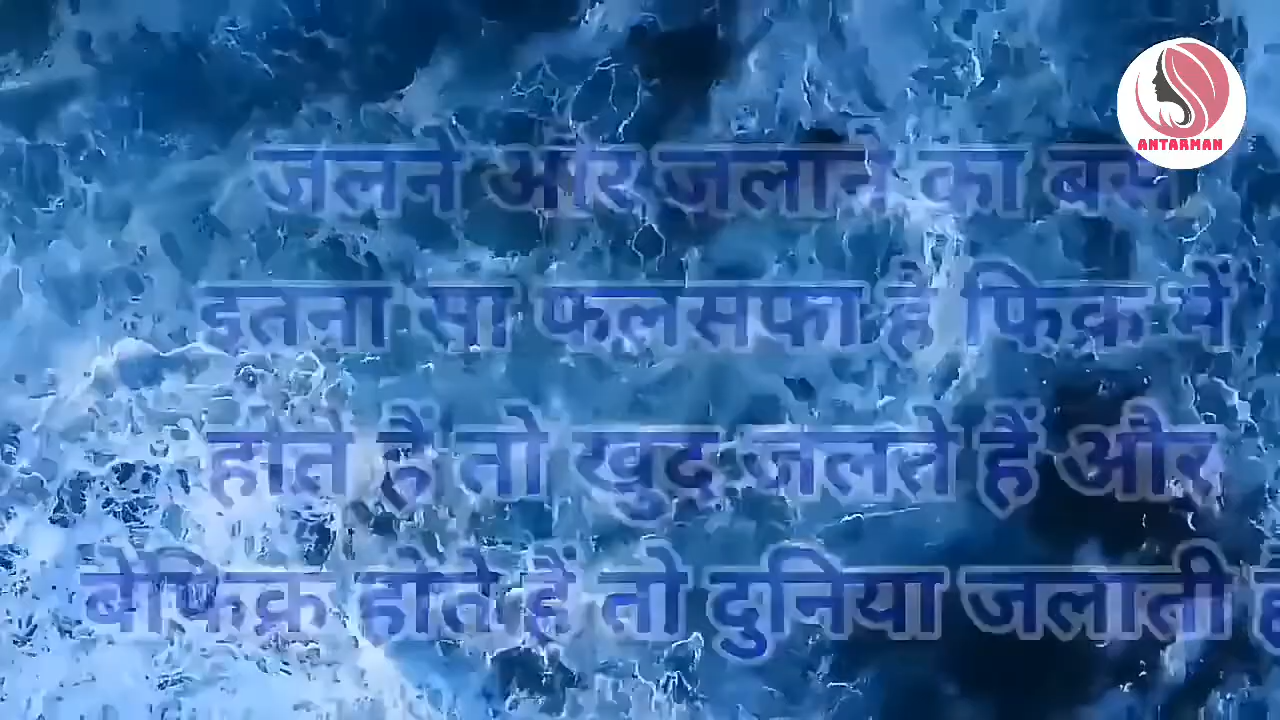 ANTARMAN
जलने और जलाने का बस
इतना सा फलसफा है फिक्र में
होते हैं तो खुद जलते हैं और
बेफिक्र होते हैं तो दुनिया जलाती है